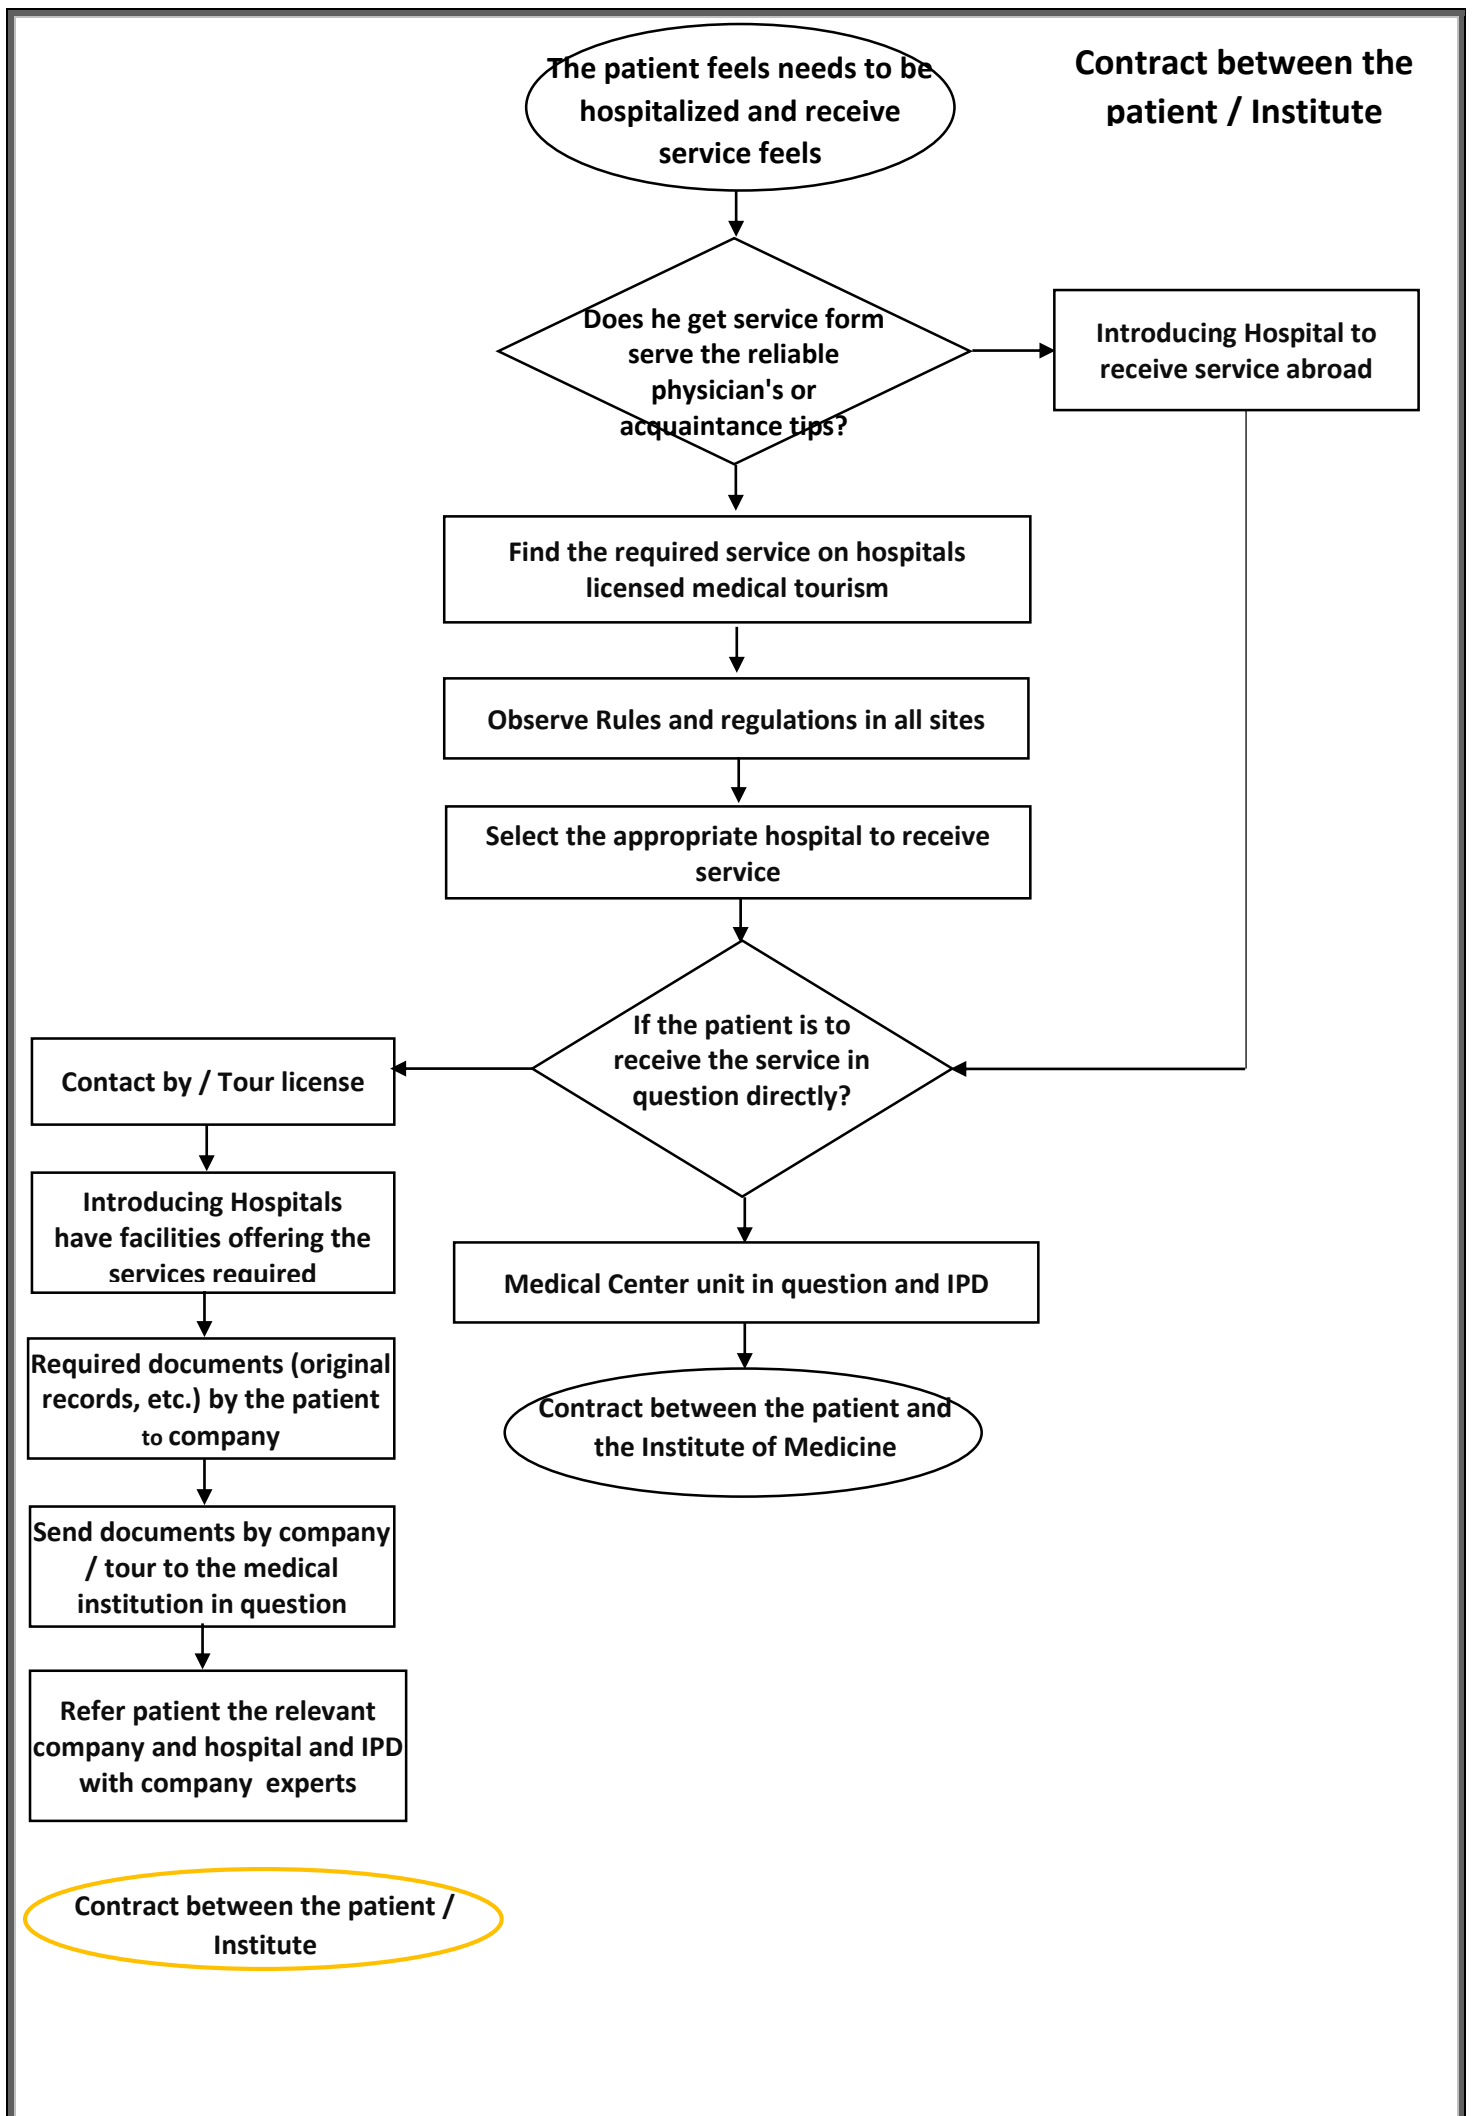 The patient feels needs to be
hospitalized and receive
service feels
Contract between the
patient / Institute
Does he get service form
serve the reliable
physician's or
acquaintance tips?
Introducing Hospital to
receive service abroad
Find the required service on hospitals
licensed medical tourism
Observe Rules and regulations in all sites
Select the appropriate hospital to receive
service
If the patient is to
receive the service in
question directly?
Contact by / Tour license
Introducing Hospitals
have facilities offering the
services required
Medical Center unit in question and IPD
Required documents (original
records, etc.) by the patient
to company
Contract between the patient and
the Institute of Medicine
Send documents by company
/ tour to the medical
institution in question
Refer patient the relevant
company and hospital and IPD
with company experts
Contract between the patient /
Institute